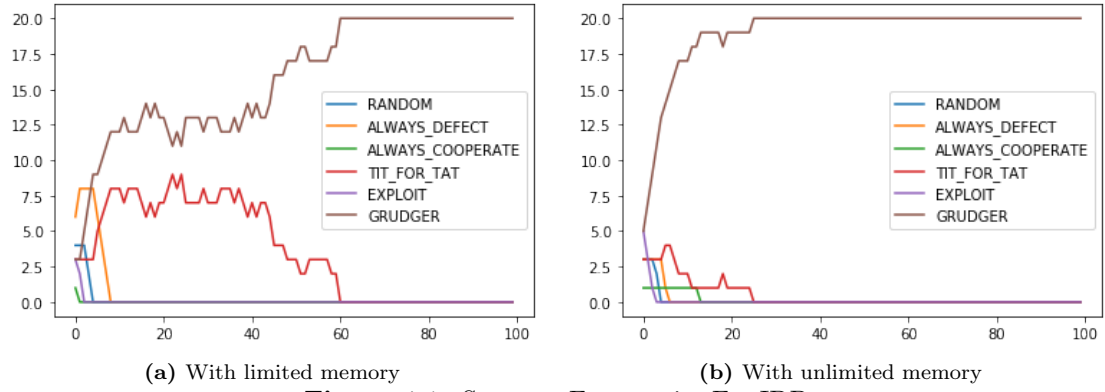 20.0
17.5
15.0
12.5
10.0
7.5
5.0
2.5
0.0
0 20 40 60 80 100
RANDOM
ALWAYS_DEFECT
ALWAYS_COOPERATE
TIT_FOR_TAT
EXPLOIT
GRUDGER
(a) With limited memory
20.0
17.5
15.0
12.5
10.0
7.5
5.0
2.5
0.0
0 20 40 60 80 100
RANDOM
ALWAYS_DEFECT
ALWAYS_COOPERATE
TIT_FOR_TAT
EXPLOIT
GRUDGER
(b) With unlimited memory